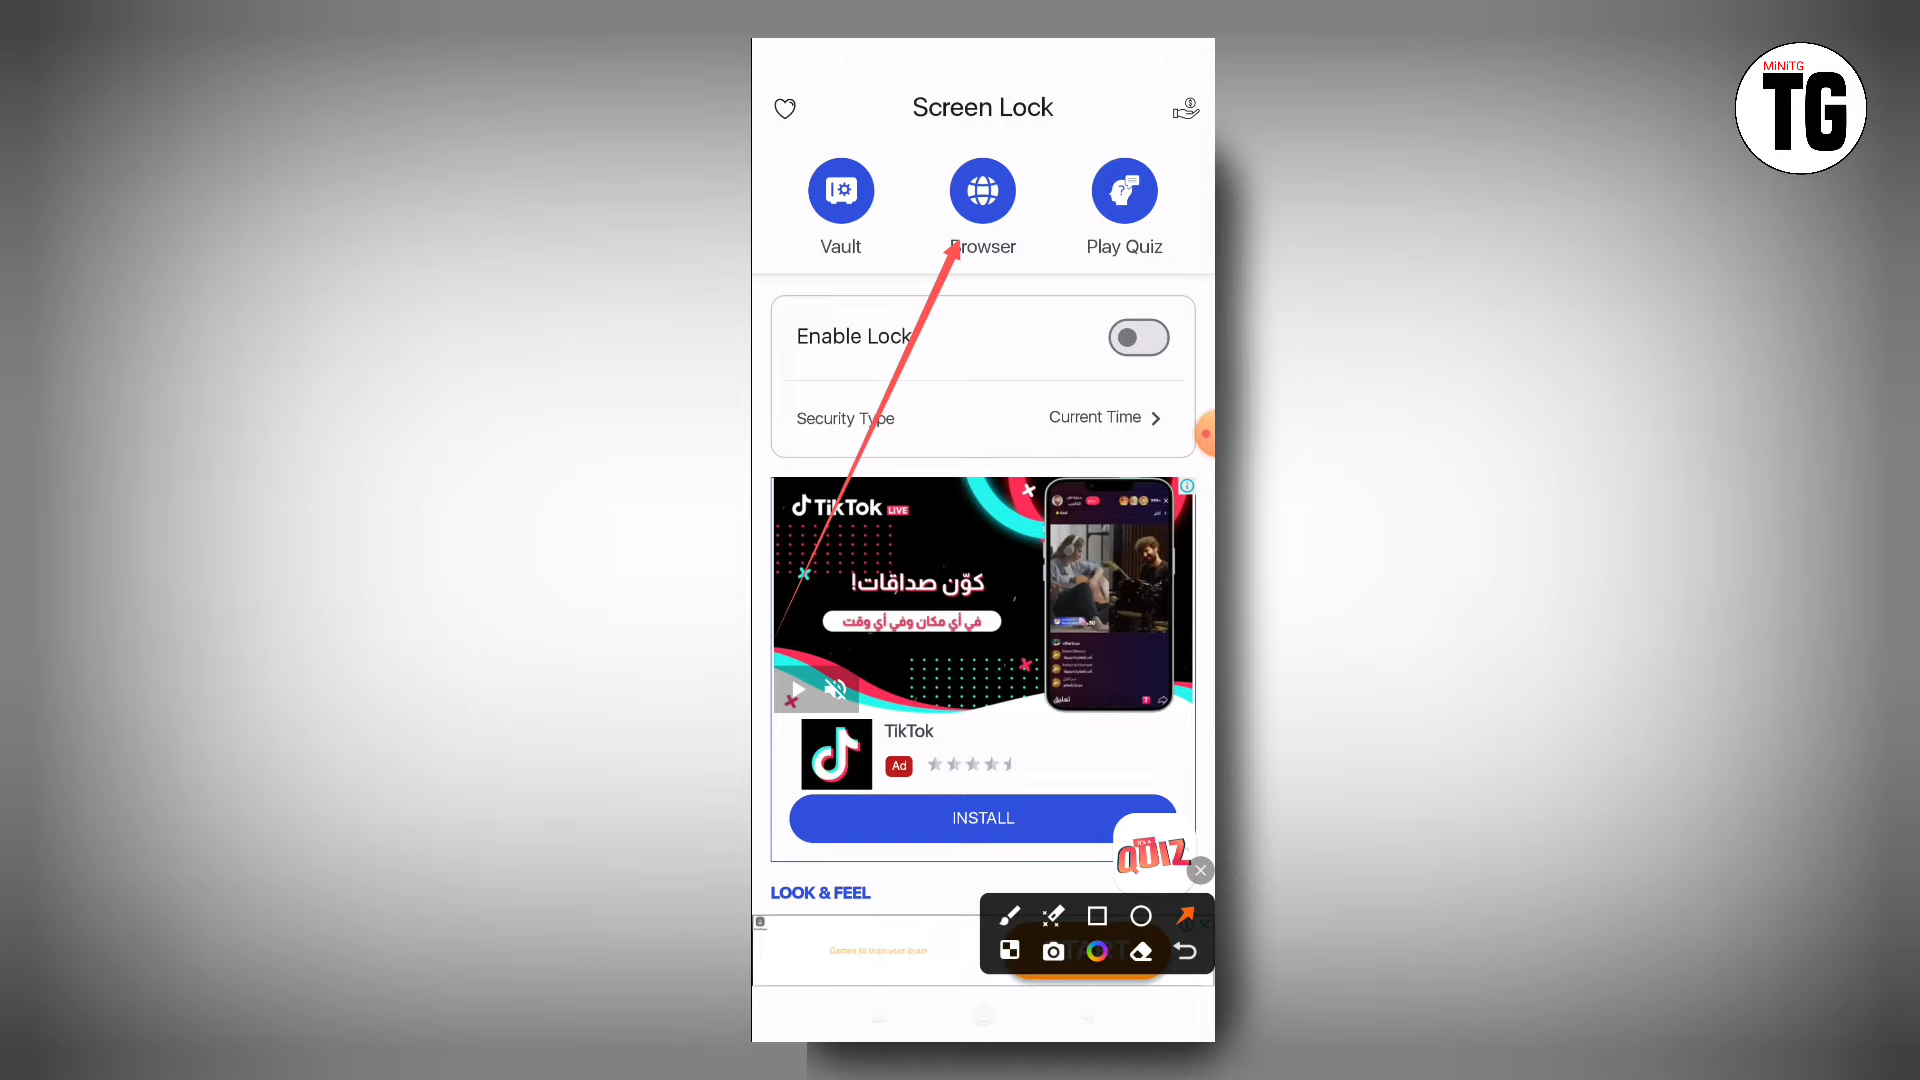 MiNiTG
TG
Screen Lock
Vault
Browser
Play Quiz
Enable Lock
Security Type
Current Time
TikTok LIVE
كوّن صداقات!
في أي مكان وفي أي وقت
تعليق
TikTok
Ad
INSTALL
QUIZ
LOOK & FEEL
Games to train your brain